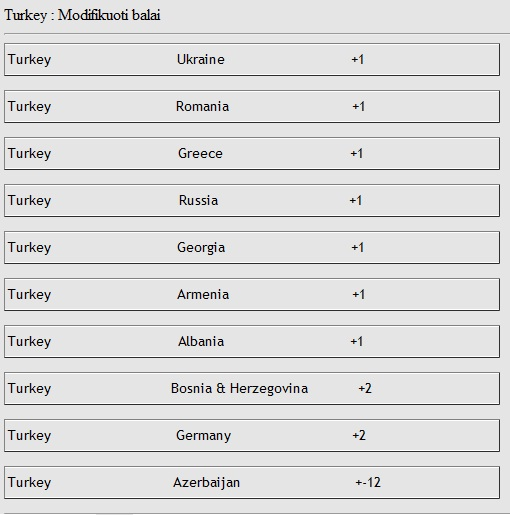 Turkey : Modifikuoti balai
Turkey Ukraine +1
Turkey Romania +1
Turkey Greece +1
Turkey Russia +1
Turkey Georgia +1
Turkey Armenia +1
Turkey Albania +1
Turkey Bosnia & Herzegovina +2
Turkey Germany +2
Turkey Azerbaijan +-12